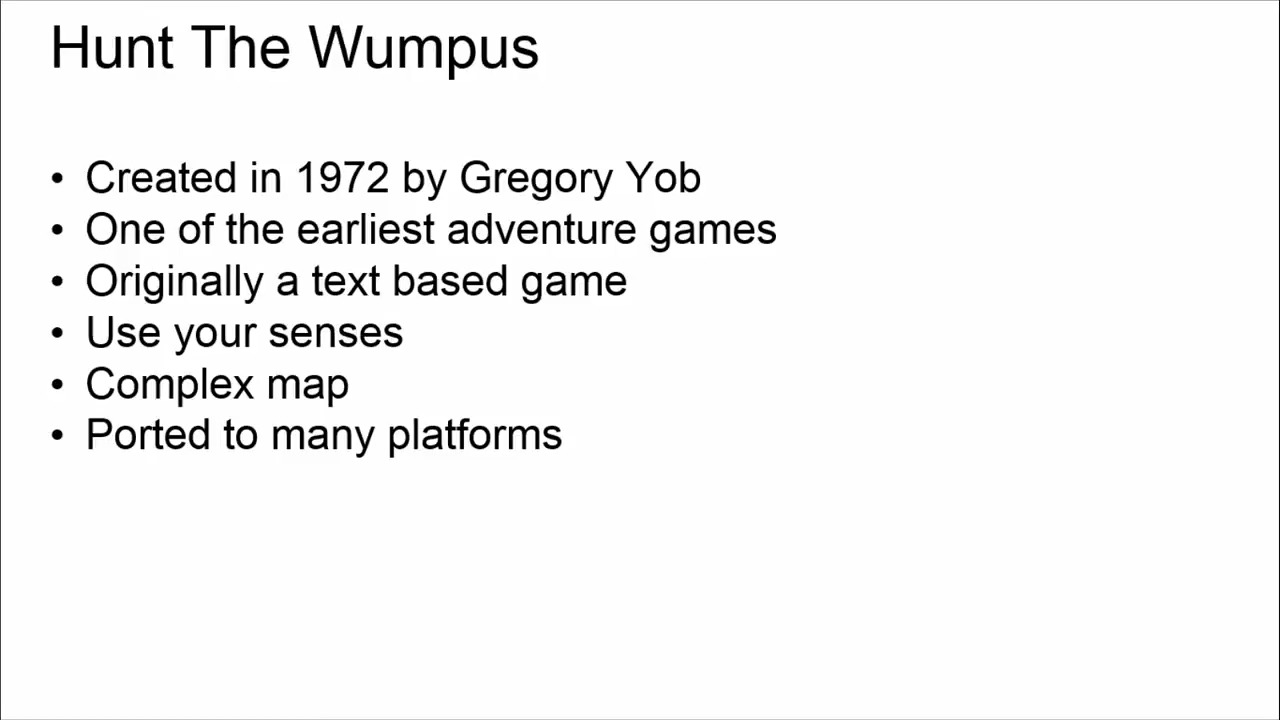 Hunt The Wumpus
• Created in 1972 by Gregory Yob
• One of the earliest adventure games
• Originally a text based game
• Use your senses
• Complex map
• Ported to many platforms